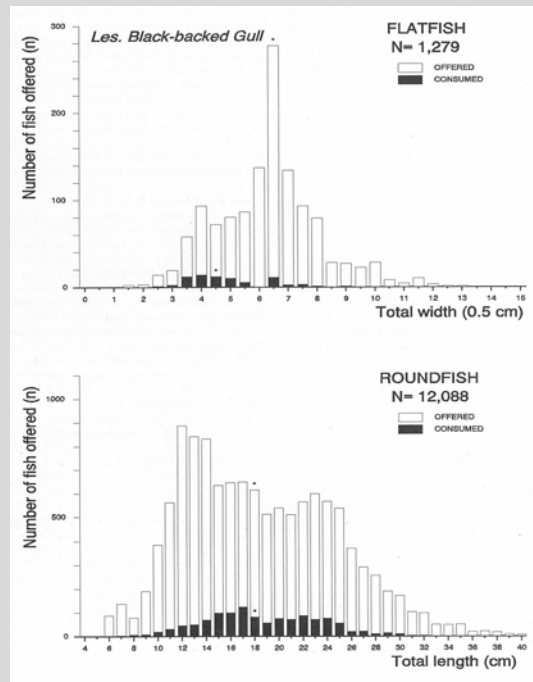 Les. Black-backed Gull
FLATFISH
N= 1,279
OFFERED
CONSUMED
Number of fish offered (n)
300
200
100
0
0 1 2 3 4 5 6 7 8 9 10 11 12 13 14 15
Total width (0.5 cm)
ROUNDFISH
N= 12,088
OFFERED
CONSUMED
Number of fish offered (n)
1000
500
0
4 6 8 10 12 14 16 18 20 22 24 26 28 30 32 34 36 38 40
Total length (cm)